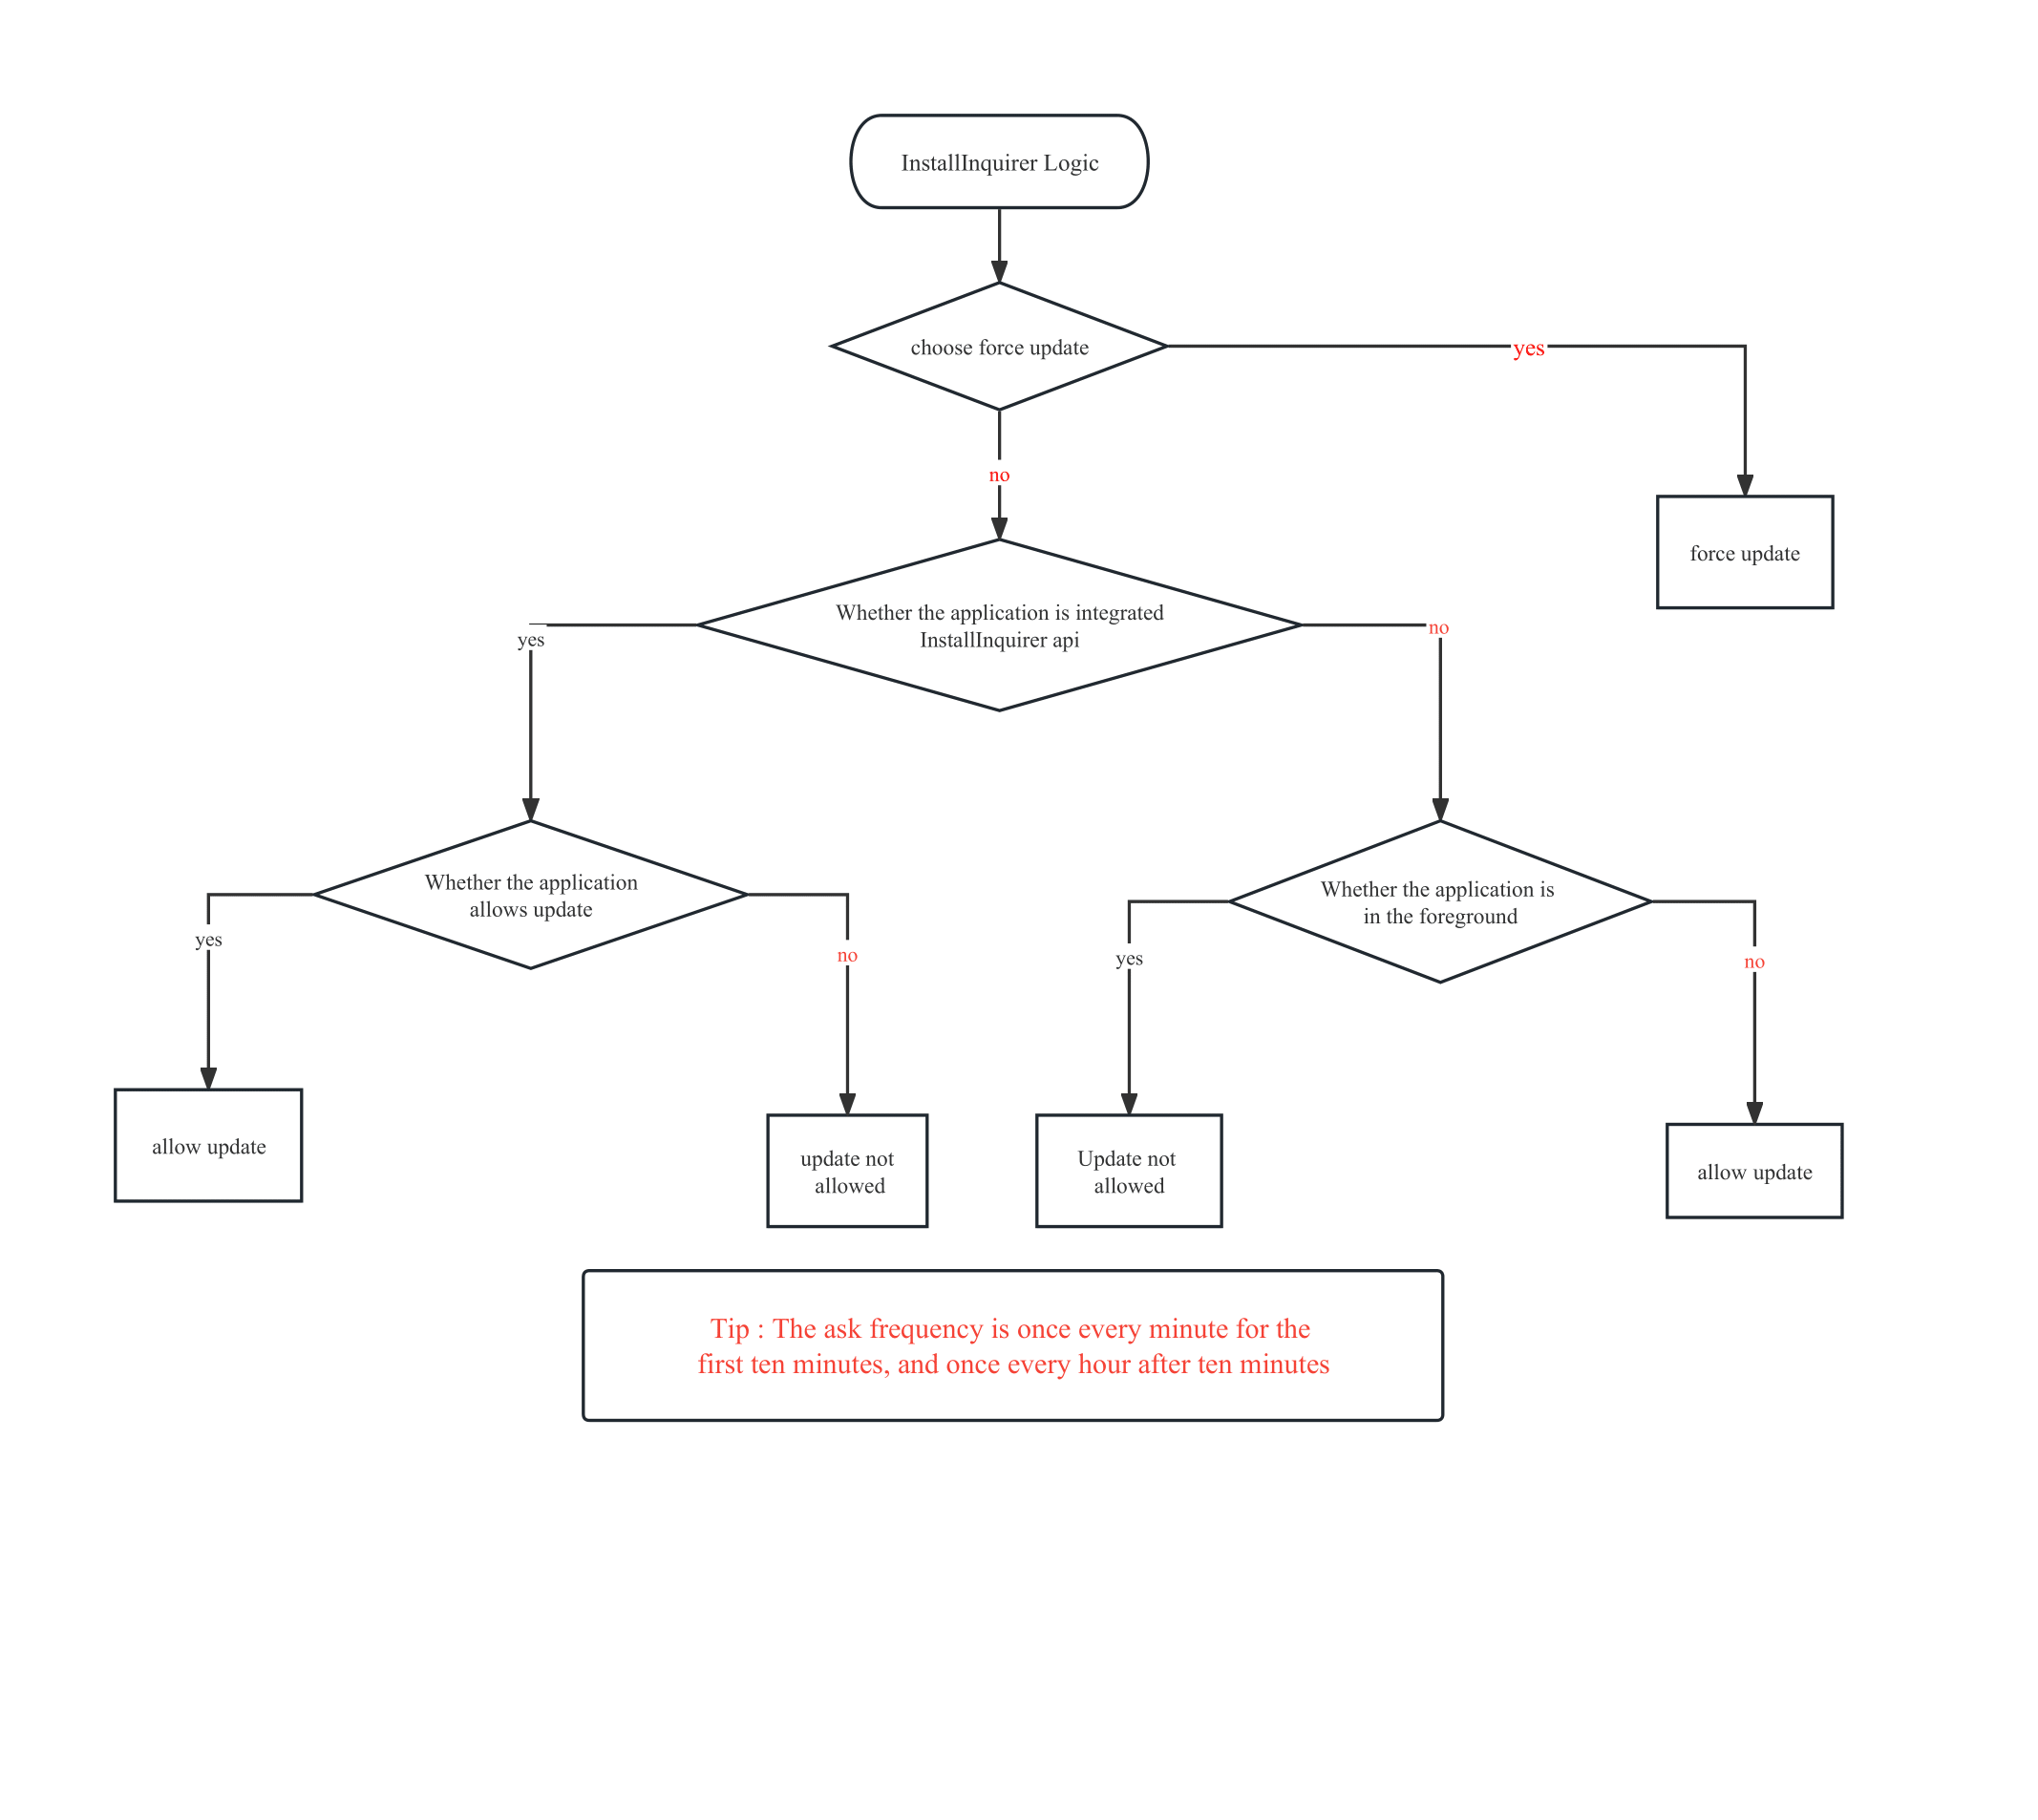 InstallInquirer Logic
choose force update
yes
no
force update
Whether the application is integrated
InstallInquirer api
yes
no
Whether the application
allows update
Whether the application is
in the foreground
yes
no
yes
no
allow update
update not
allowed
Update not
allowed
allow update
Tip : The ask frequency is once every minute for the
first ten minutes, and once every hour after ten minutes